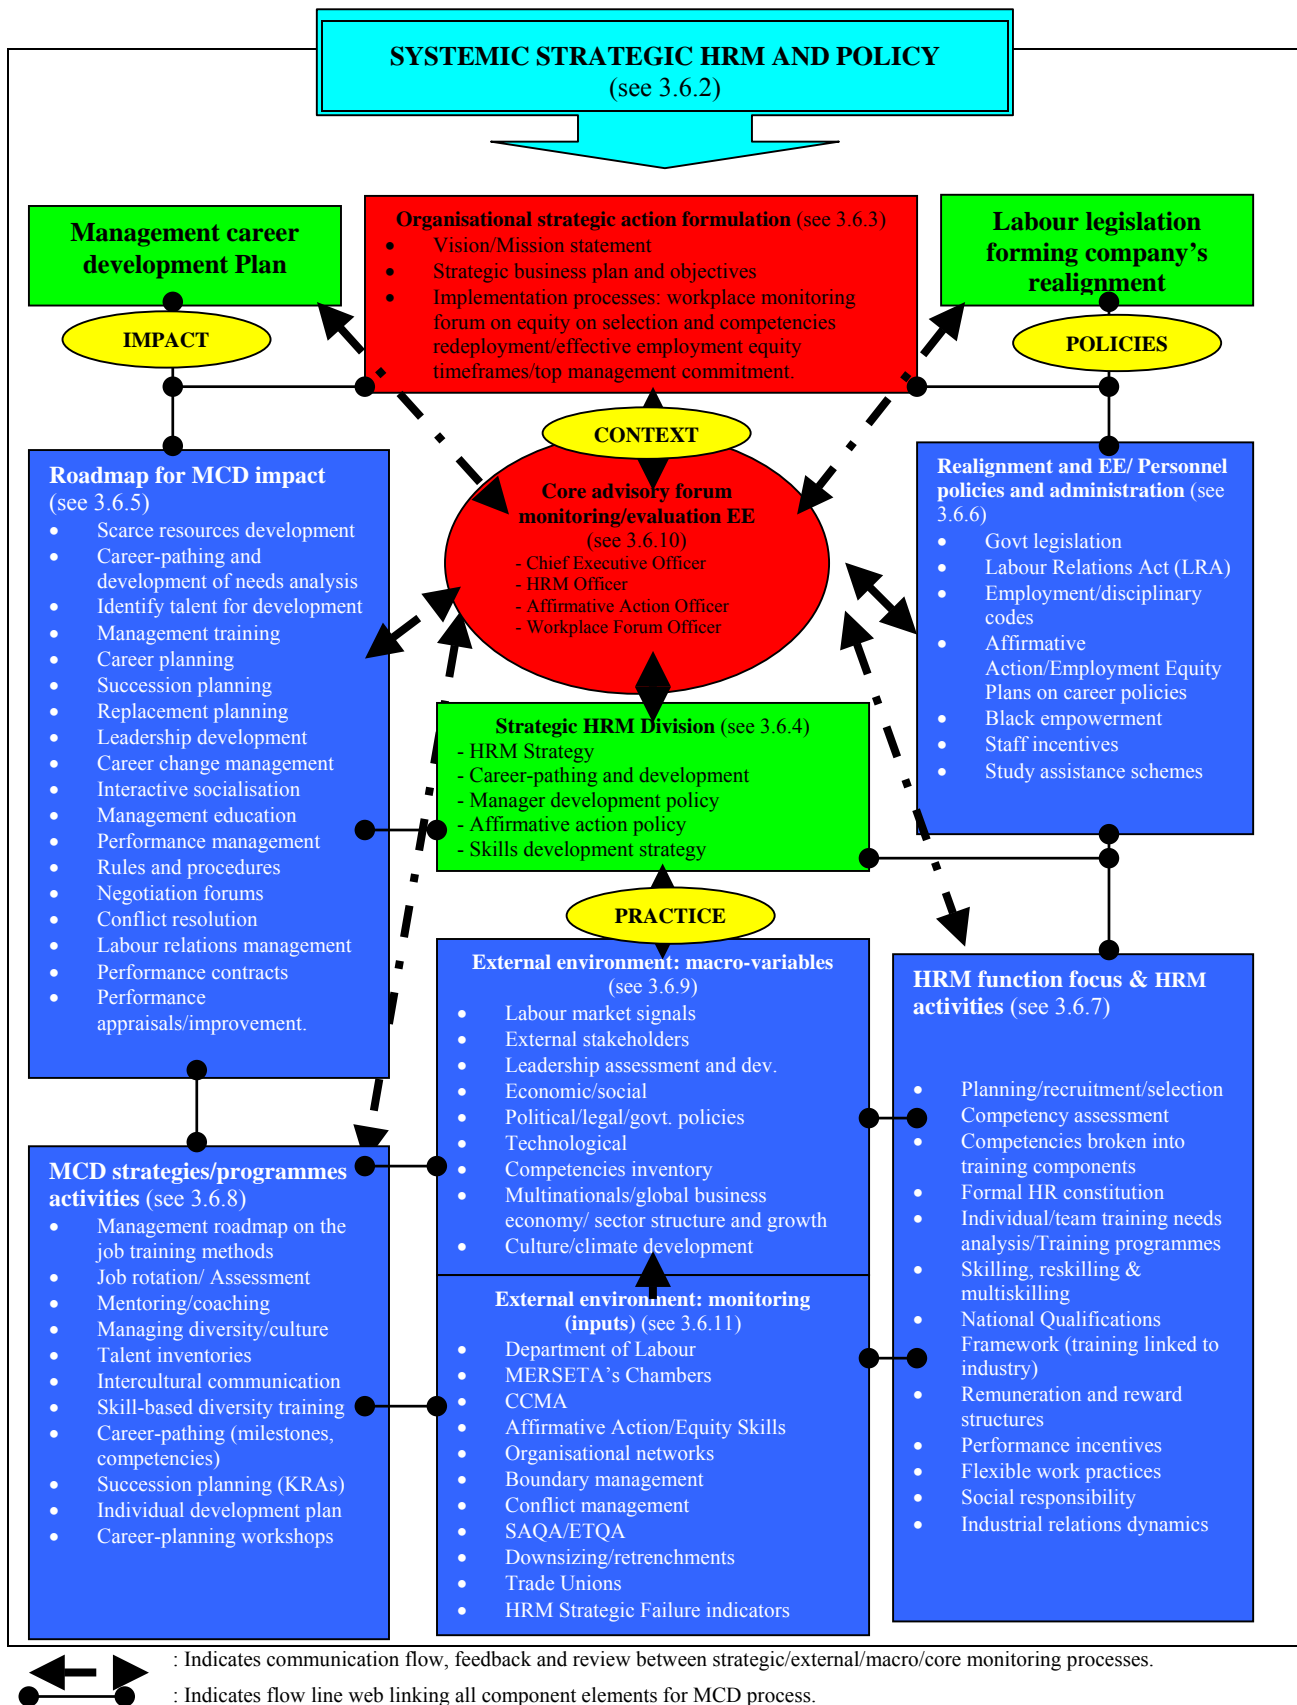 SYSTEMIC STRATEGIC HRM AND POLICY
(see 3.6.2)
Management career
development Plan
Organisational strategic action formulation (see 3.6.3)
• Vision/Mission statement
• Strategic business plan and objectives
• Implementation processes: workplace monitoring
forum on equity on selection and competencies
redeployment/effective employment equity
timeframes/top management commitment.
Labour legislation
forming company’s
realignment
IMPACT
POLICIES
CONTEXT
Roadmap for MCD impact
(see 3.6.5)
• Scarce resources development
• Career-pathing and
development of needs analysis
• Identify talent for development
• Management training
• Career planning
• Succession planning
• Replacement planning
• Leadership development
• Career change management
• Interactive socialisation
• Management education
• Performance management
• Rules and procedures
• Negotiation forums
• Conflict resolution
• Labour relations management
• Performance contracts
• Performance
appraisals/improvement.
Core advisory forum
monitoring/evaluation EE
(see 3.6.10)
- Chief Executive Officer
- HRM Officer
- Affirmative Action Officer
- Workplace Forum Officer
Realignment and EE/ Personnel
policies and administration (see
3.6.6)
• Govt legislation
• Labour Relations Act (LRA)
• Employment/disciplinary
codes
• Affirmative
Action/Employment Equity
Plans on career policies
• Black empowerment
• Staff incentives
• Study assistance schemes
Strategic HRM Division (see 3.6.4)
- HRM Strategy
- Career-pathing and development
- Manager development policy
- Affirmative action policy
- Skills development strategy
PRACTICE
External environment: macro-variables
(see 3.6.9)
• Labour market signals
• External stakeholders
• Leadership assessment and dev.
• Economic/social
• Political/legal/govt. policies
• Technological
• Competencies inventory
• Multinationals/global business
economy/ sector structure and growth
• Culture/climate development
HRM function focus & HRM
activities (see 3.6.7)
• Planning/recruitment/selection
• Competency assessment
• Competencies broken into
training components
• Formal HR constitution
• Individual/team training needs
analysis/Training programmes
• Skilling, reskilling &
multiskilling
• National Qualifications
• Framework (training linked to
industry)
• Remuneration and reward
structures
• Performance incentives
• Flexible work practices
• Social responsibility
• Industrial relations dynamics
MCD strategies/programmes
activities (see 3.6.8)
• Management roadmap on the
job training methods
• Job rotation/ Assessment
• Mentoring/coaching
• Managing diversity/culture
• Talent inventories
• Intercultural communication
• Skill-based diversity training
• Career-pathing (milestones,
competencies)
• Succession planning (KRAs)
• Individual development plan
• Career-planning workshops
External environment: monitoring
(inputs) (see 3.6.11)
• Department of Labour
• MERSETA’s Chambers
• CCMA
• Affirmative Action/Equity Skills
• Organisational networks
• Boundary management
• Conflict management
• SAQA/ETQA
• Downsizing/retrenchments
• Trade Unions
• HRM Strategic Failure indicators
: Indicates communication flow, feedback and review between strategic/external/macro/core monitoring processes.
: Indicates flow line web linking all component elements for MCD process.